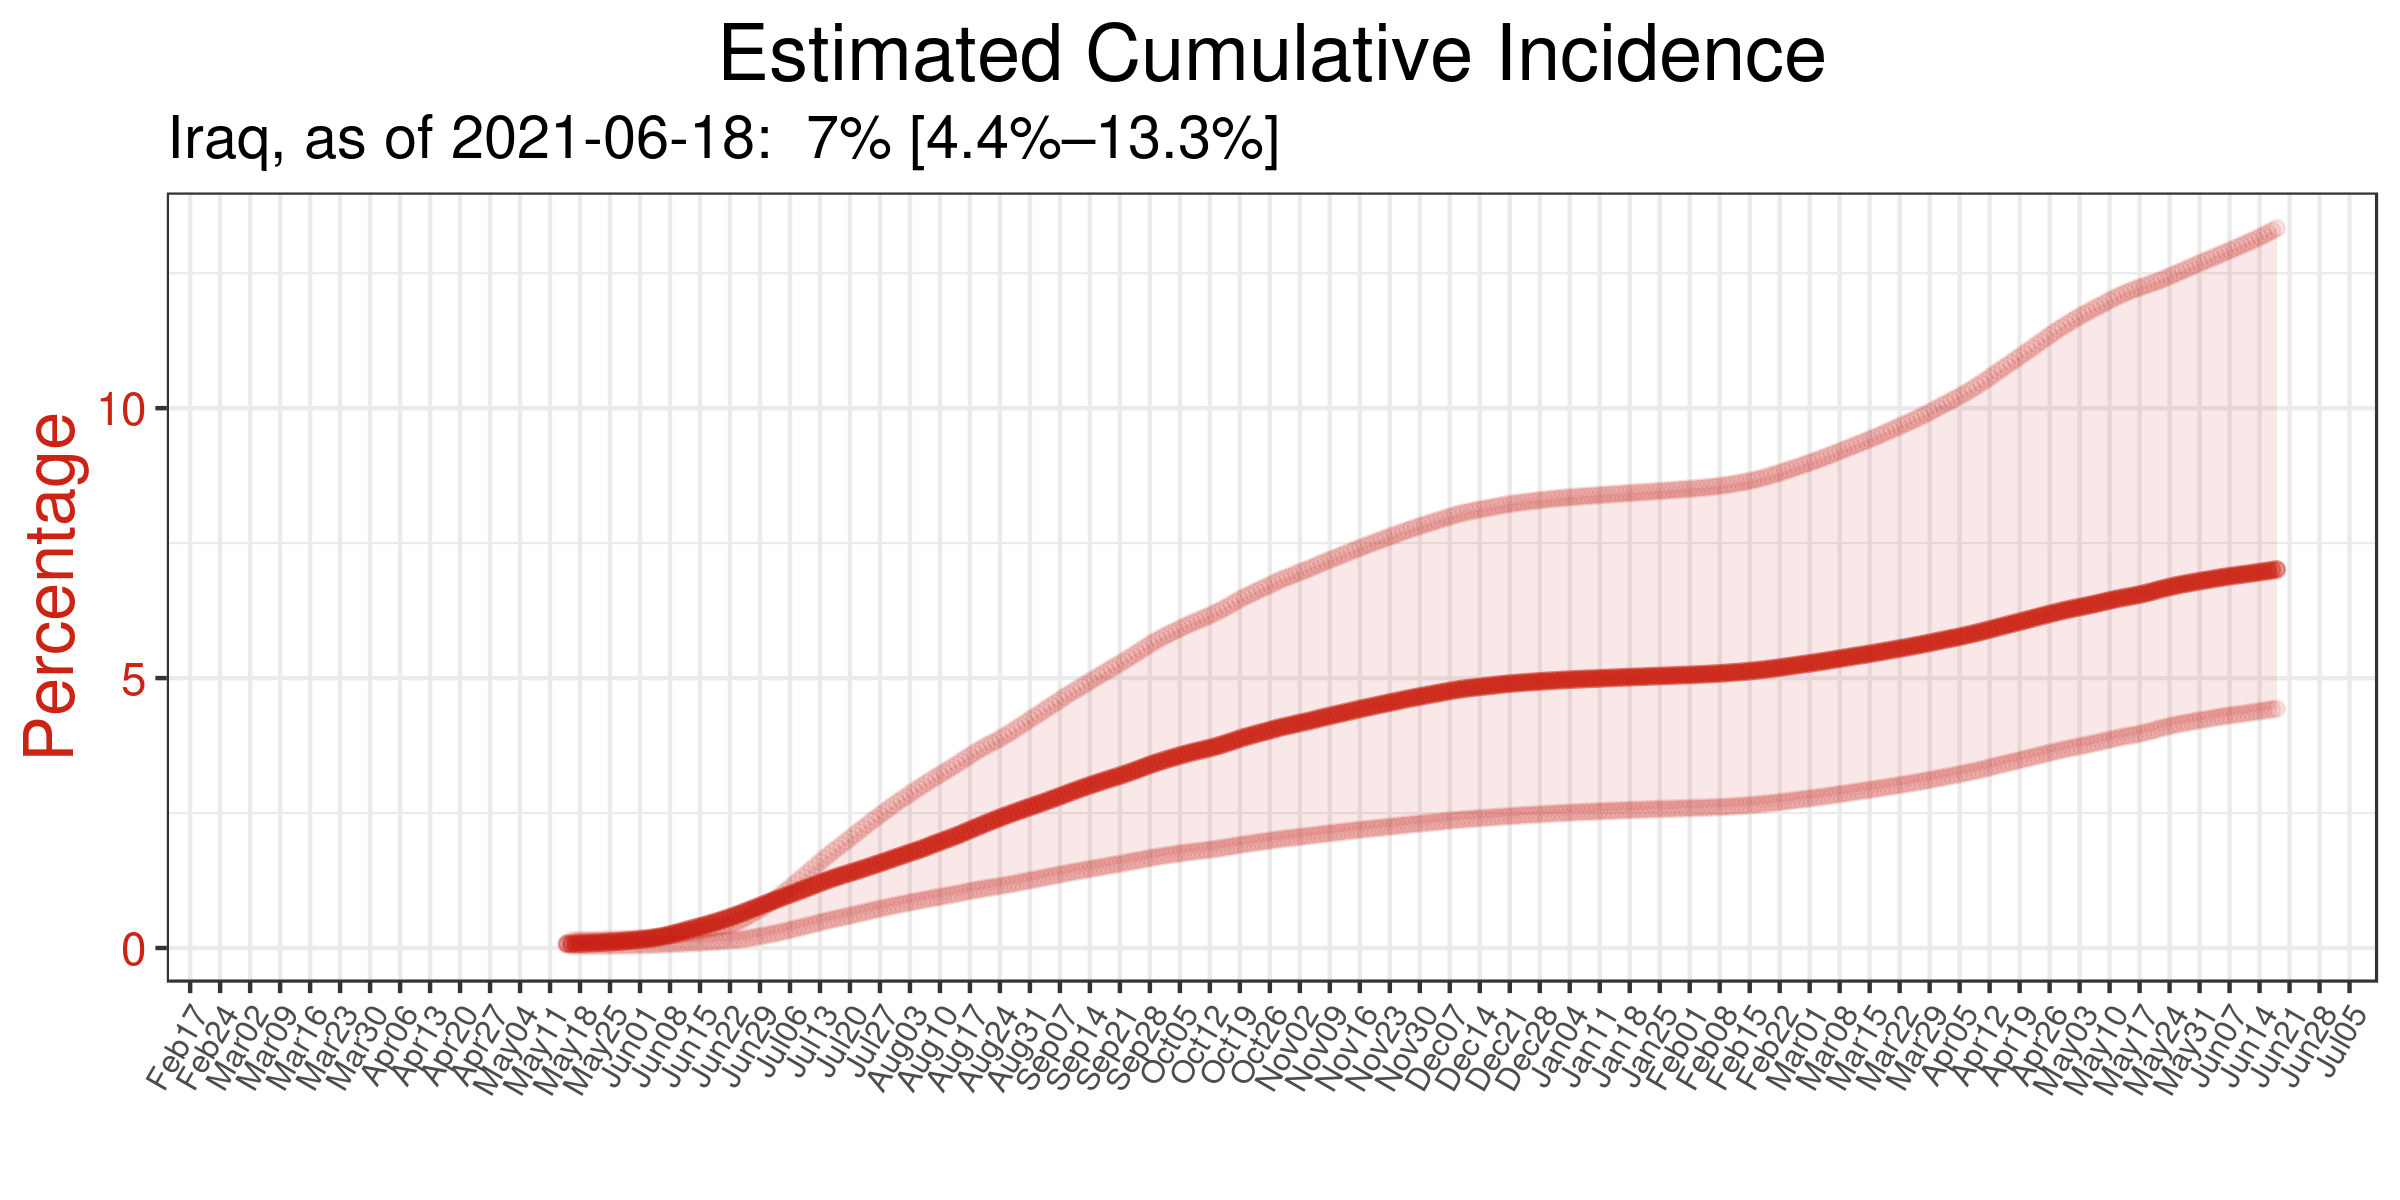 Estimated Cumulative Incidence
Iraq, as of 2021-06-18:  7% [4.4%–13.3%]
Percentage
10
5
0
Feb17
Feb24
Mar02
Mar09
Mar16
Mar23
Mar30
Apr06
Apr13
Apr20
Apr27
May04
May11
May18
May25
Jun01
Jun08
Jun15
Jun22
Jun29
Jul06
Jul13
Jul20
Jul27
Aug03
Aug10
Aug17
Aug24
Aug31
Sep07
Sep14
Sep21
Sep28
Oct05
Oct12
Oct19
Oct26
Nov02
Nov09
Nov16
Nov23
Nov30
Dec07
Dec14
Dec21
Dec28
Jan04
Jan11
Jan18
Jan25
Feb01
Feb08
Feb15
Feb22
Mar01
Mar08
Mar15
Mar22
Mar29
Apr05
Apr12
Apr19
Apr26
May03
May10
May17
May24
May31
Jun07
Jun14
Jun21
Jun28
Jul05